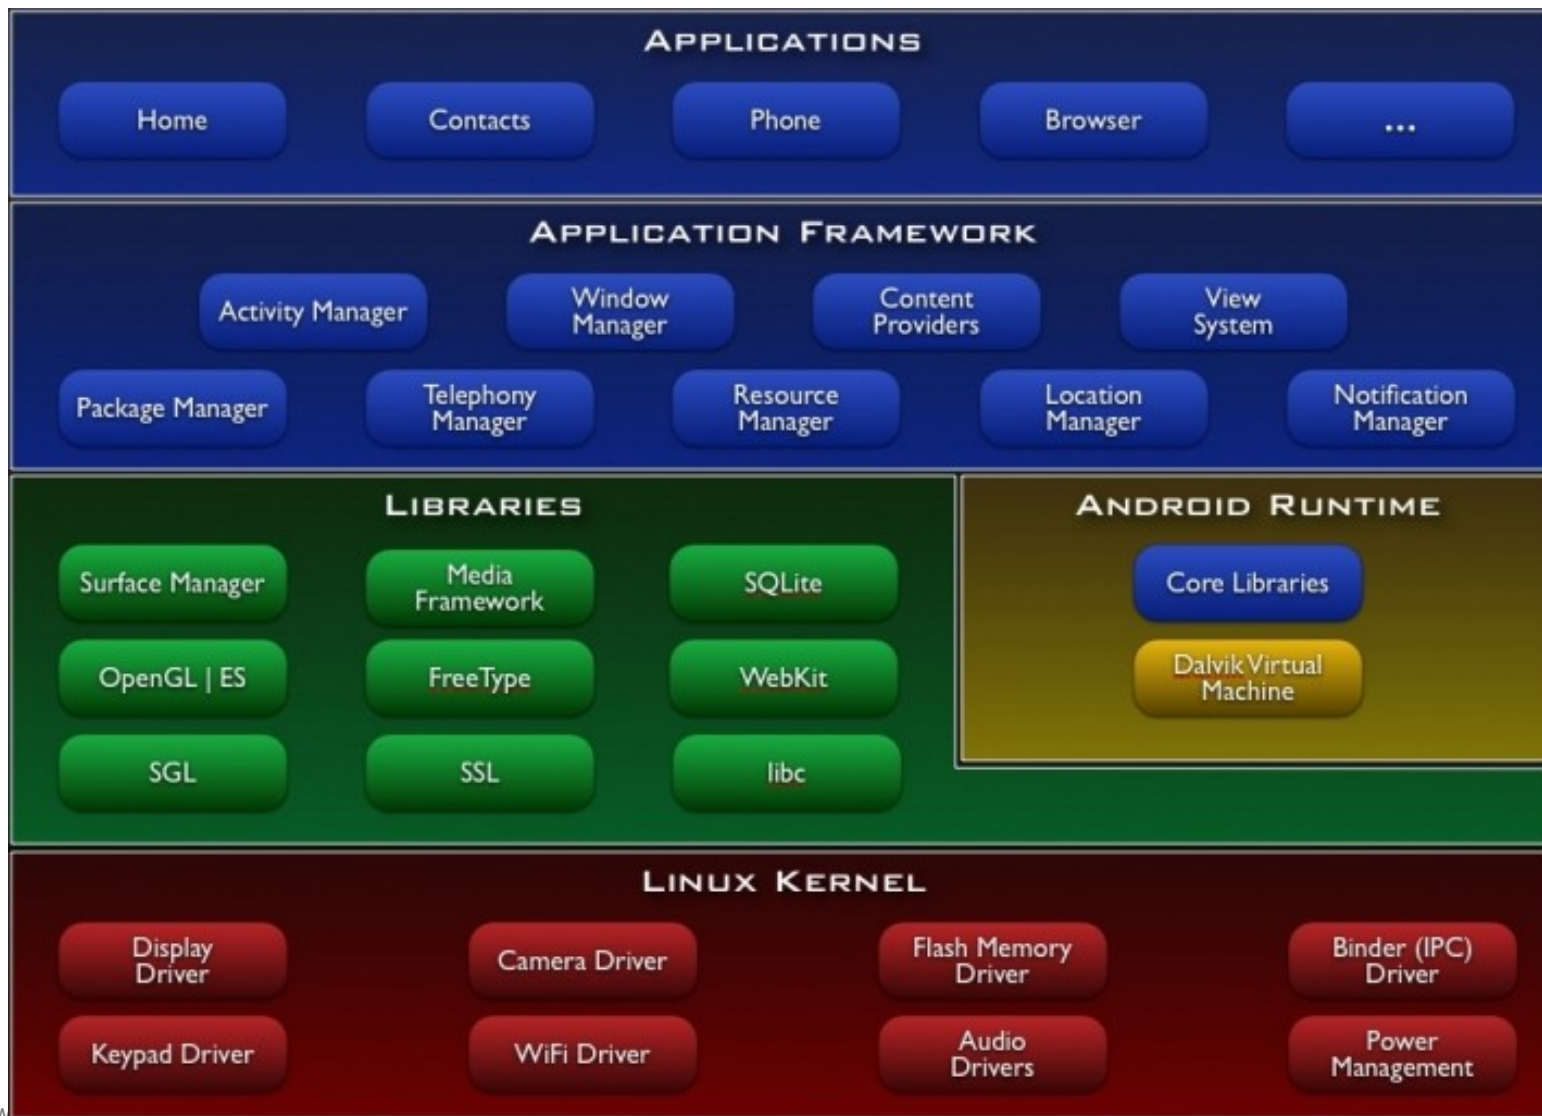 APPLICATIONS
Home
Contacts
Phone
Browser
...
APPLICATION FRAMEWORK
Activity Manager
Window
Manager
Content
Providers
View
System
Package Manager
Telephony
Manager
Resource
Manager
Location
Manager
Notification
Manager
LIBRARIES
Surface Manager
Media
Framework
SQLite
OpenGL | ES
FreeType
WebKit
SGL
SSL
libc
ANDROID RUNTIME
Core Libraries
Dalvik Virtual
Machine
LINUX KERNEL
Display
Driver
Camera Driver
Flash Memory
Driver
Binder (IPC)
Driver
Keypad Driver
WiFi Driver
Audio
Drivers
Power
Management